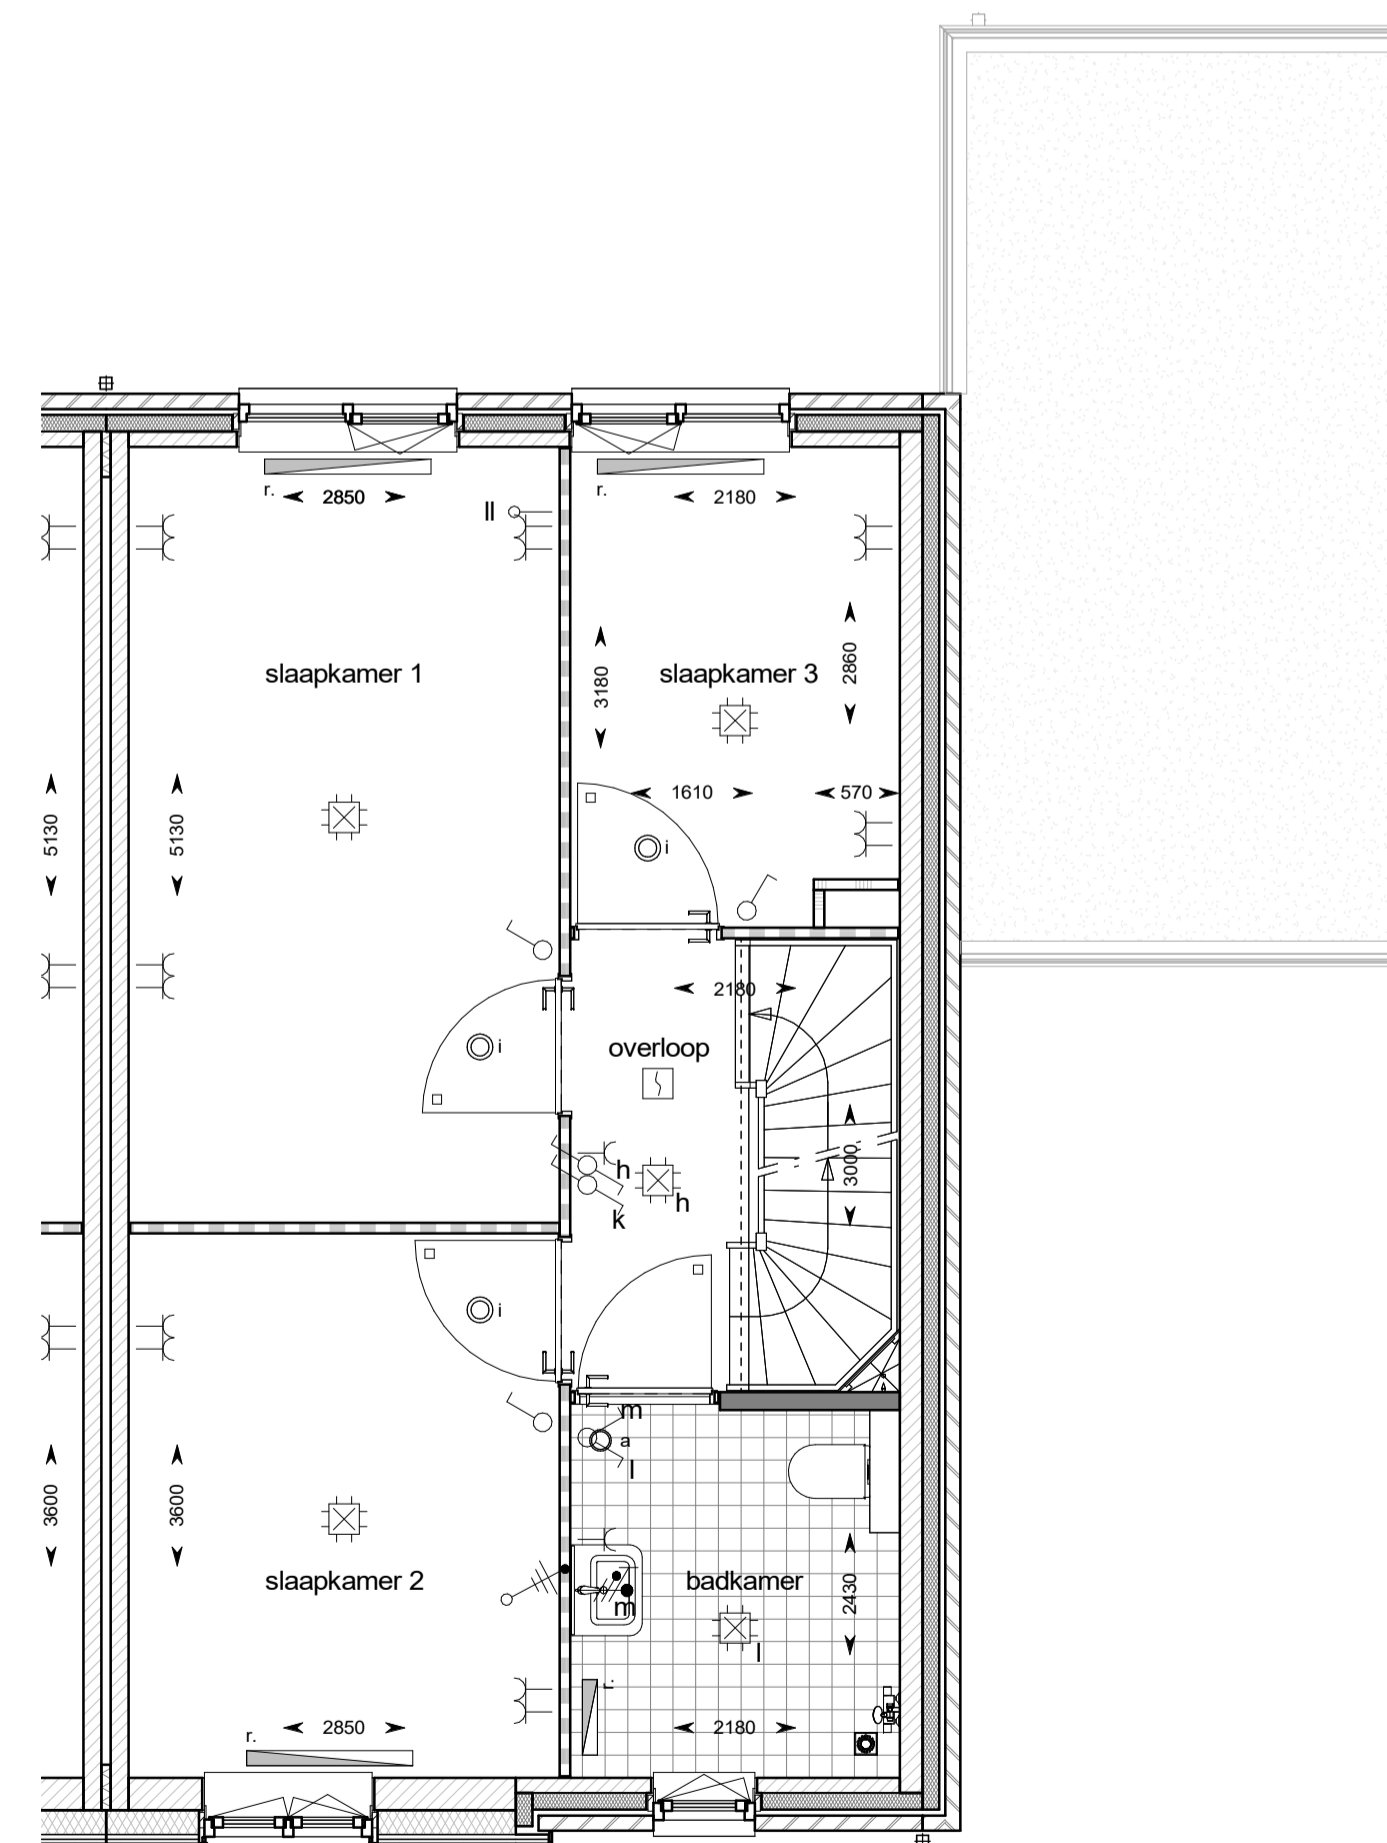 r.
2850
r.
2180
II
slaapkamer 1
slaapkamer 3
3180
2860
1610
570
5130
5130
i
i
2180
overloop
3000
h
h
k
i
m
a
l
3600
3600
slaapkamer 2
badkamer
2430
m
l
r.
r.
2850
2180